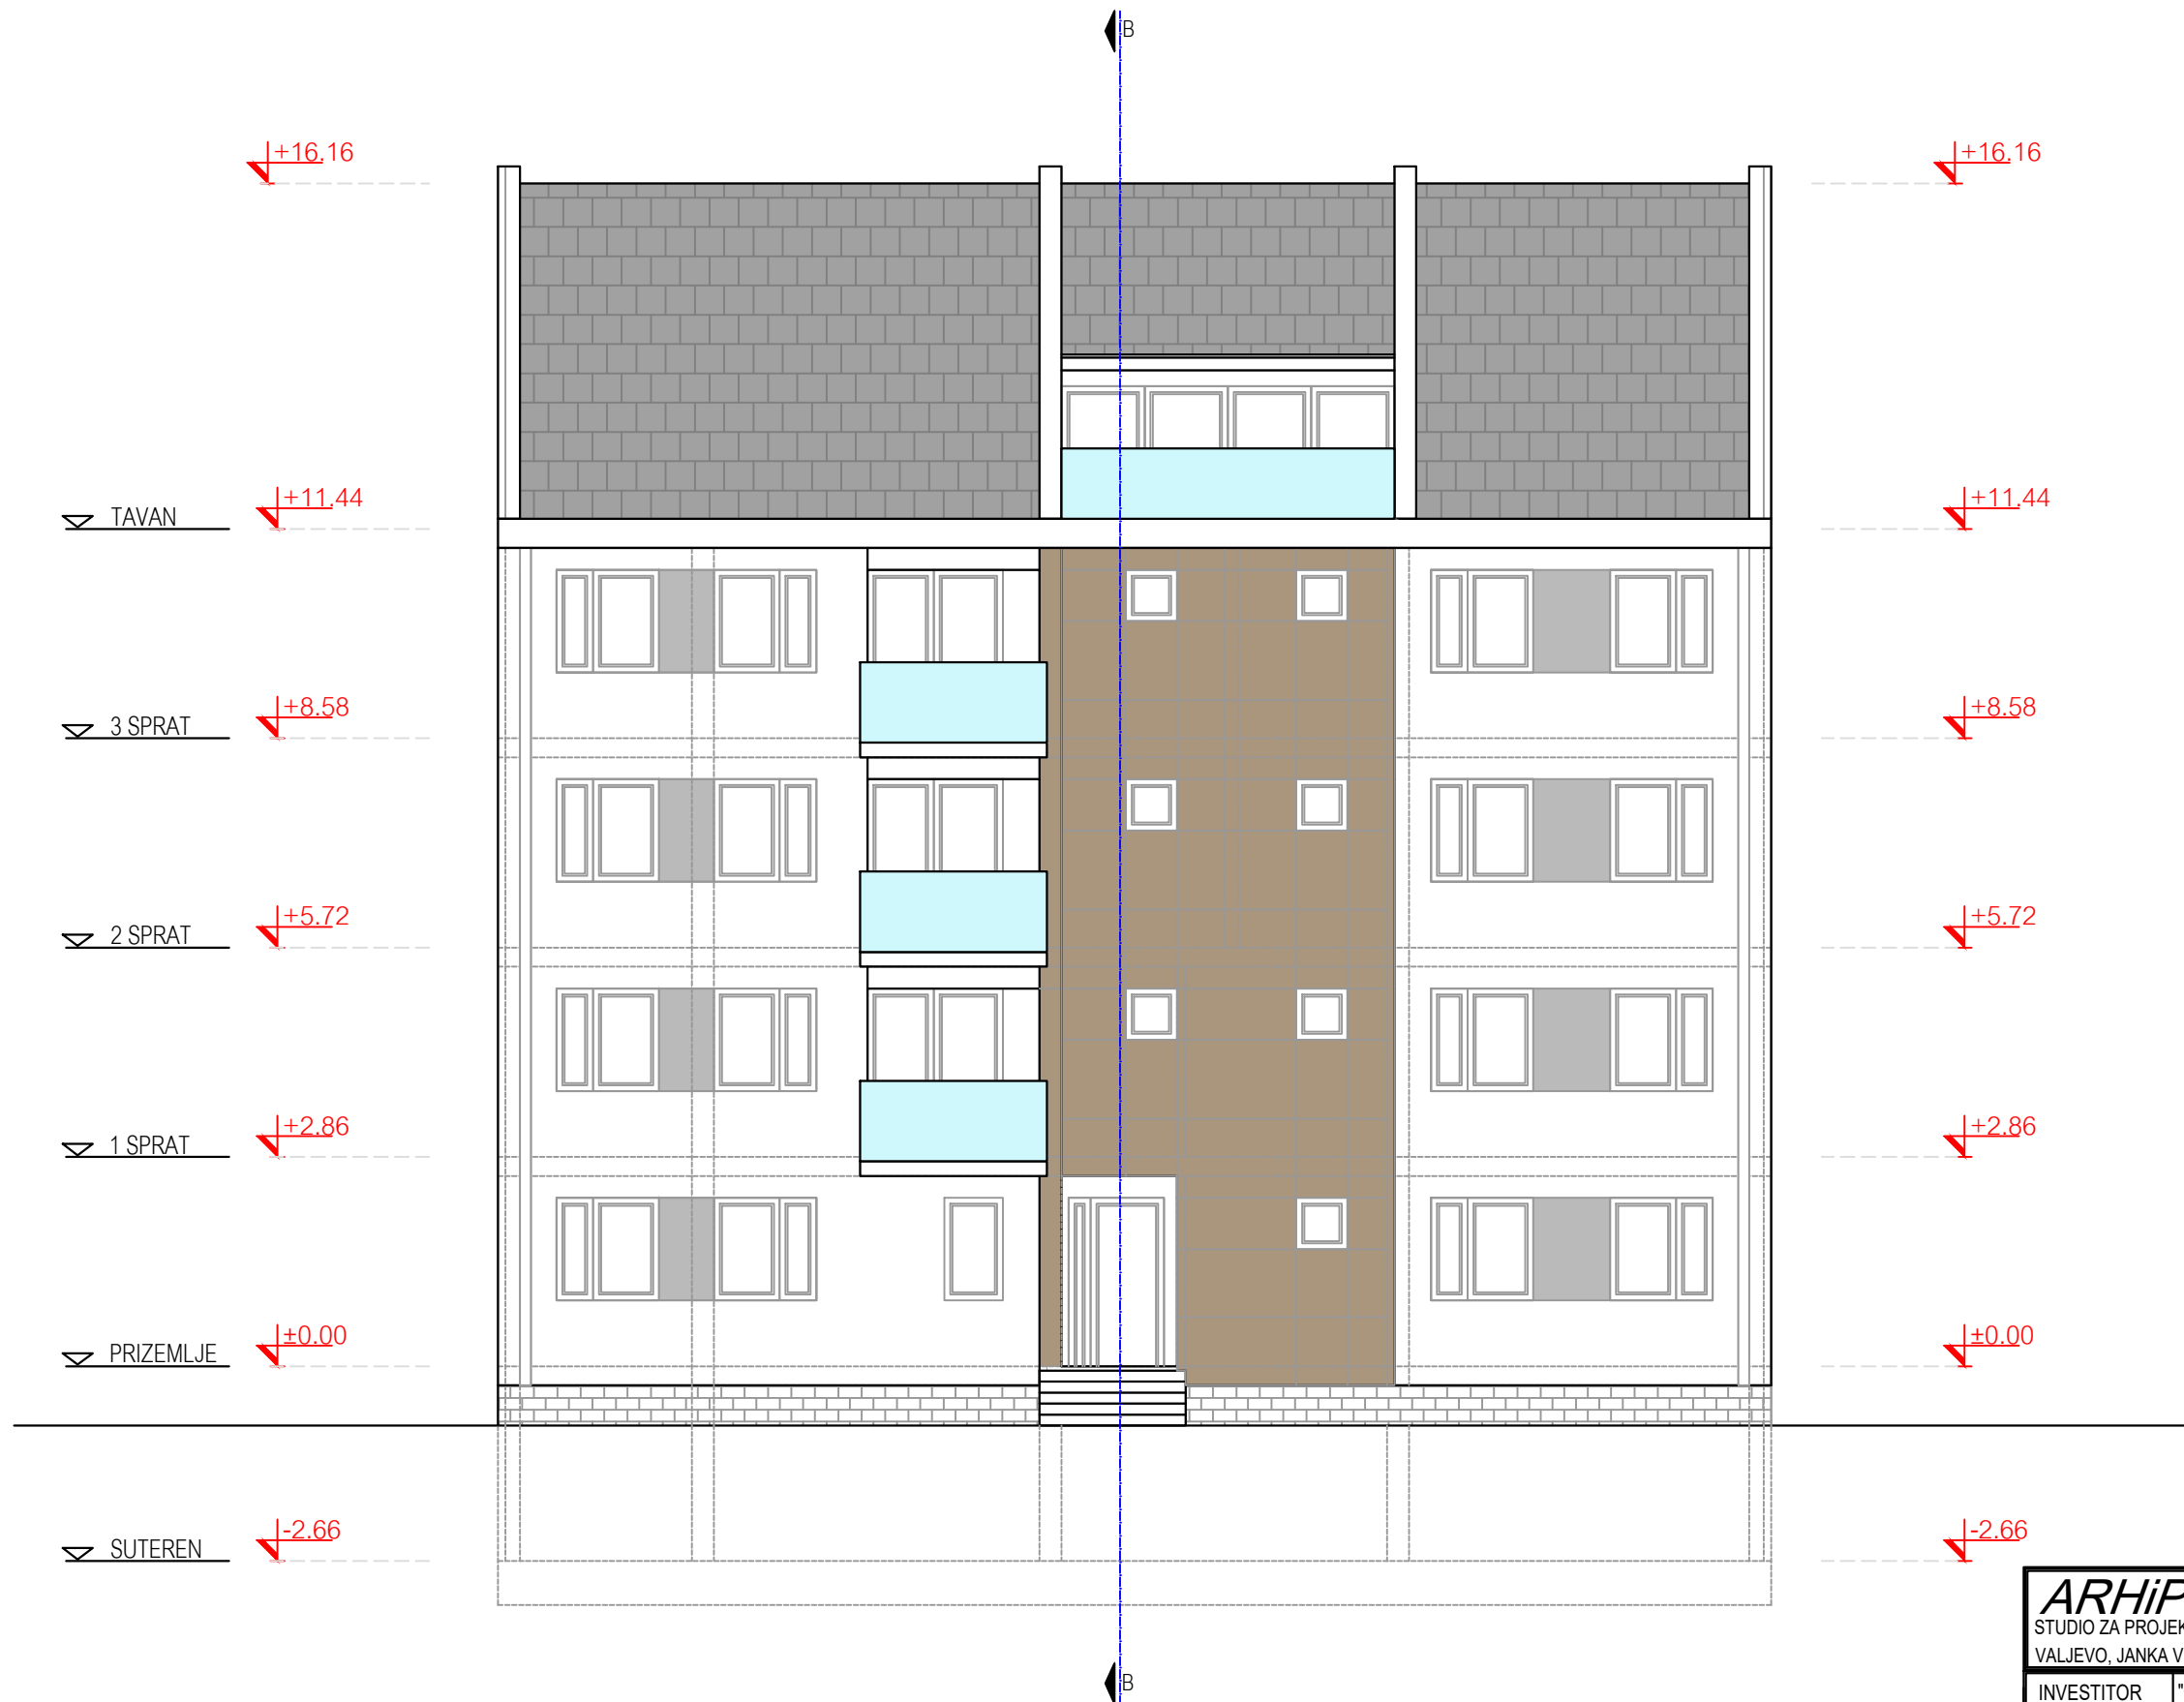 B
+16.16 +16.16
TAVAN +11.44 +11.44
3 SPRAT +8.58 +8.58
2 SPRAT +5.72 +5.72
1 SPRAT +2.86 +2.86
PRIZEMLJE ±0.00 ±0.00
SUTEREN -2.66 -2.66
B
ARHiP
STUDIO ZA PROJEK
VALJEVO, JANKA V
INVESTITOR